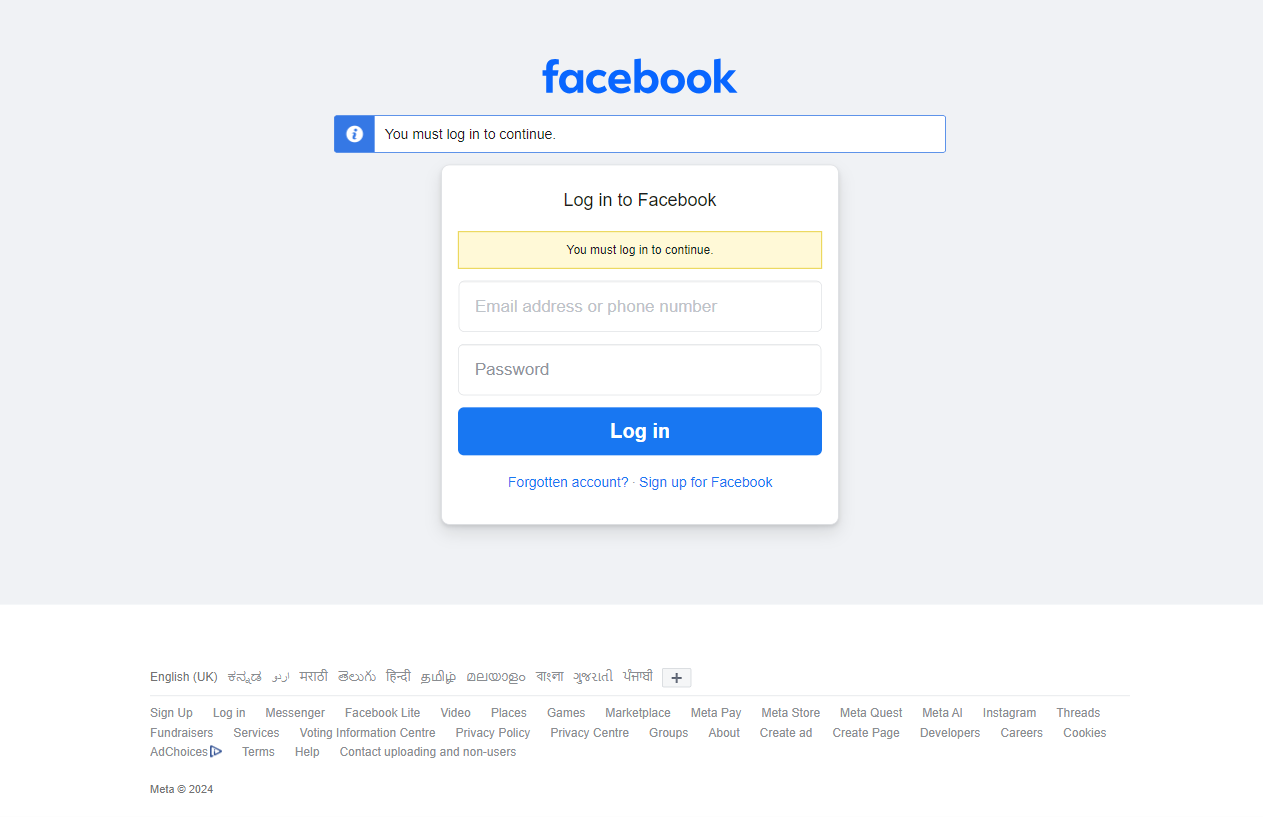 facebook
You must log in to continue.
Log in to Facebook
You must log in to continue.
Email address or phone number
Password
Log in
Forgotten account? · Sign up for Facebook
English (UK) ಕನ್ನಡ اردو मराठी తెలుగు हिन्दी தமிழ் മലയാളം বাংলা ગુજરાતી ਪੰਜਾਬੀ
Sign Up Log in Messenger Facebook Lite Video Places Games Marketplace Meta Pay Meta Store Meta Quest Meta AI Instagram Threads
Fundraisers Services Voting Information Centre Privacy Policy Privacy Centre Groups About Create ad Create Page Developers Careers Cookies
AdChoices Terms Help Contact uploading and non-users
Meta © 2024